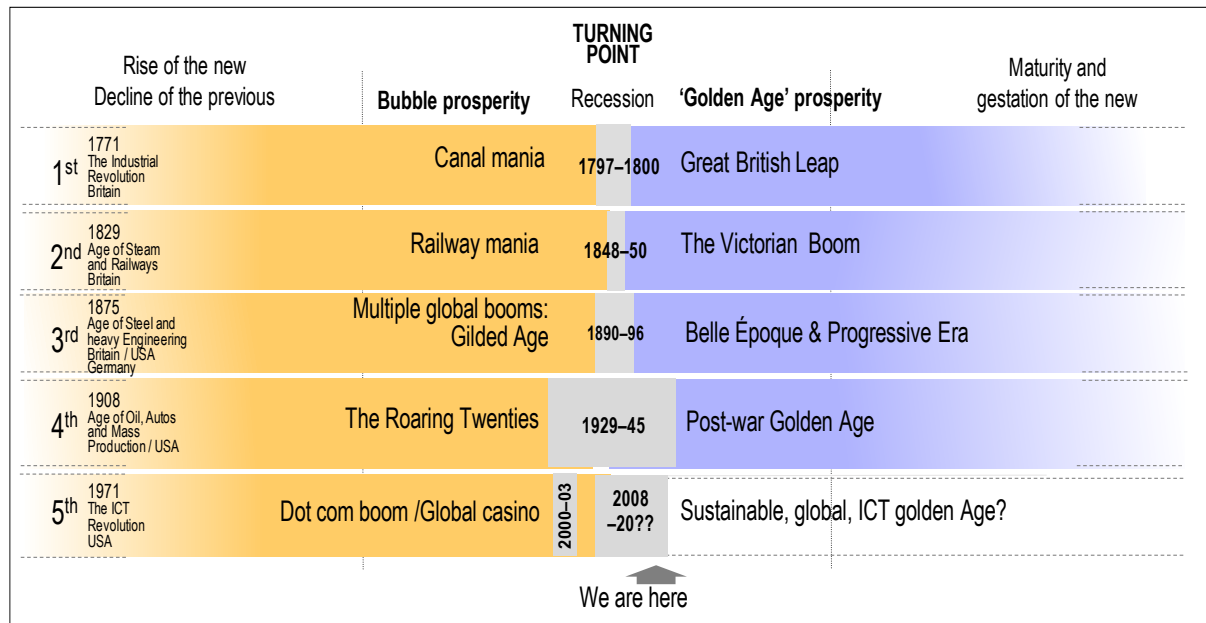 TURNING
POINT
Rise of the new
Decline of the previous
Bubble prosperity
Recession
‘Golden Age’ prosperity
Maturity and
gestation of the new
1st
1771
The Industrial
Revolution
Britain
Canal mania
1797–1800
Great British Leap
2nd
1829
Age of Steam
and Railways
Britain
Railway mania
1848–50
The Victorian Boom
3rd
1875
Age of Steel and
heavy Engineering
Britain / USA
Germany
Multiple global booms:
Gilded Age
1890–96
Belle Époque & Progressive Era
4th
1908
Age of Oil, Autos
and Mass
Production / USA
The Roaring Twenties
1929–45
Post-war Golden Age
5th
1971
The ICT
Revolution
USA
Dot com boom /Global casino
2000–03
2008
–20??
Sustainable, global, ICT golden Age?
We are here